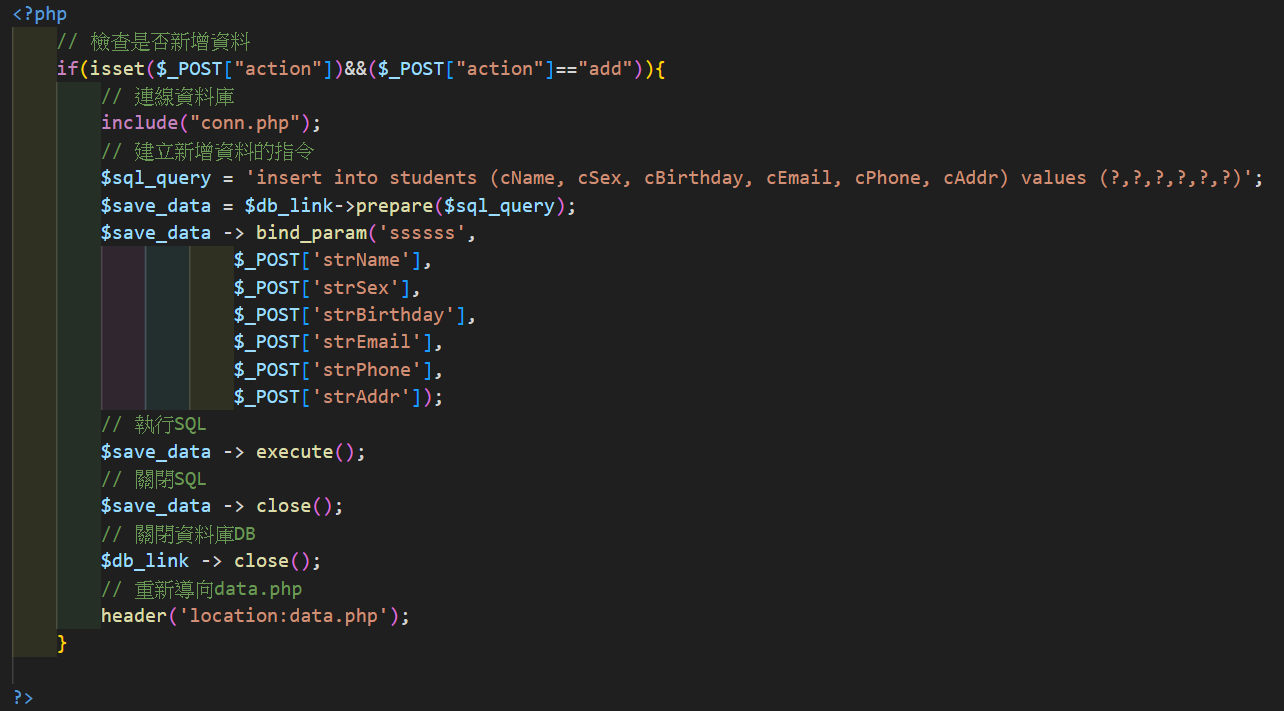 <?php
// 檢查是否新增資料
if(isset($_POST["action"])&&($_POST["action"]=="add")){
// 連線資料庫
include("conn.php");
// 建立新增資料的指令
$sql_query = 'insert into students (cName, cSex, cBirthday, cEmail, cPhone, cAddr) values (?,?,?,?,?,?)';
$save_data = $db_link->prepare($sql_query);
$save_data -> bind_param('ssssss',
$_POST['strName'],
$_POST['strSex'],
$_POST['strBirthday'],
$_POST['strEmail'],
$_POST['strPhone'],
$_POST['strAddr']);
// 執行SQL
$save_data -> execute();
// 關閉SQL
$save_data -> close();
// 關閉資料庫DB
$db_link -> close();
// 重新導向data.php
header('location:data.php');
}
?>